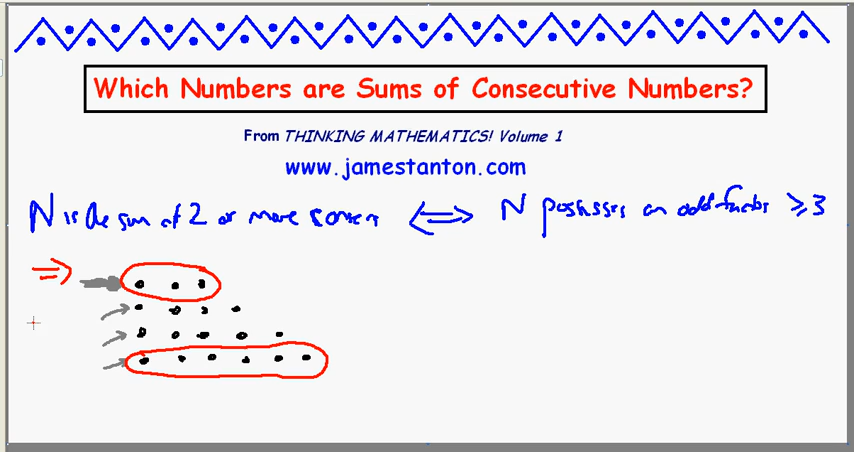 Which Numbers are Sums of Consecutive Numbers?
From THINKING MATHEMATICS! Volume 1
www.jamestanton.com
N is the sum of 2 or more consec ⟺ N possesses an odd factor ≥3
⇒